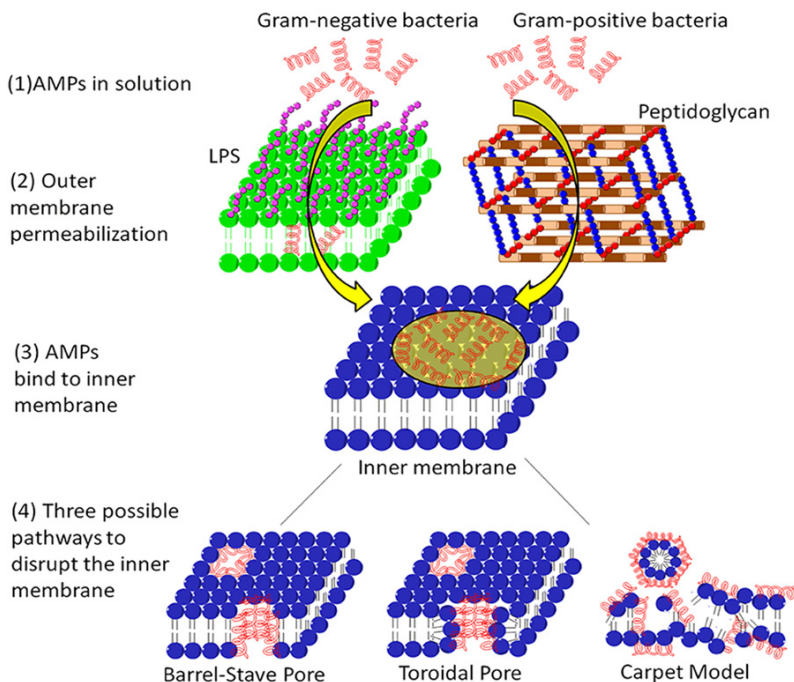 Gram-negative bacteria
Gram-positive bacteria
(1)AMPs in solution
LPS
Peptidoglycan
(2) Outer
membrane
permeabilization
(3) AMPs
bind to inner
membrane
Inner membrane
(4) Three possible
pathways to
disrupt the inner
membrane
Barrel-Stave Pore
Toroidal Pore
Carpet Model